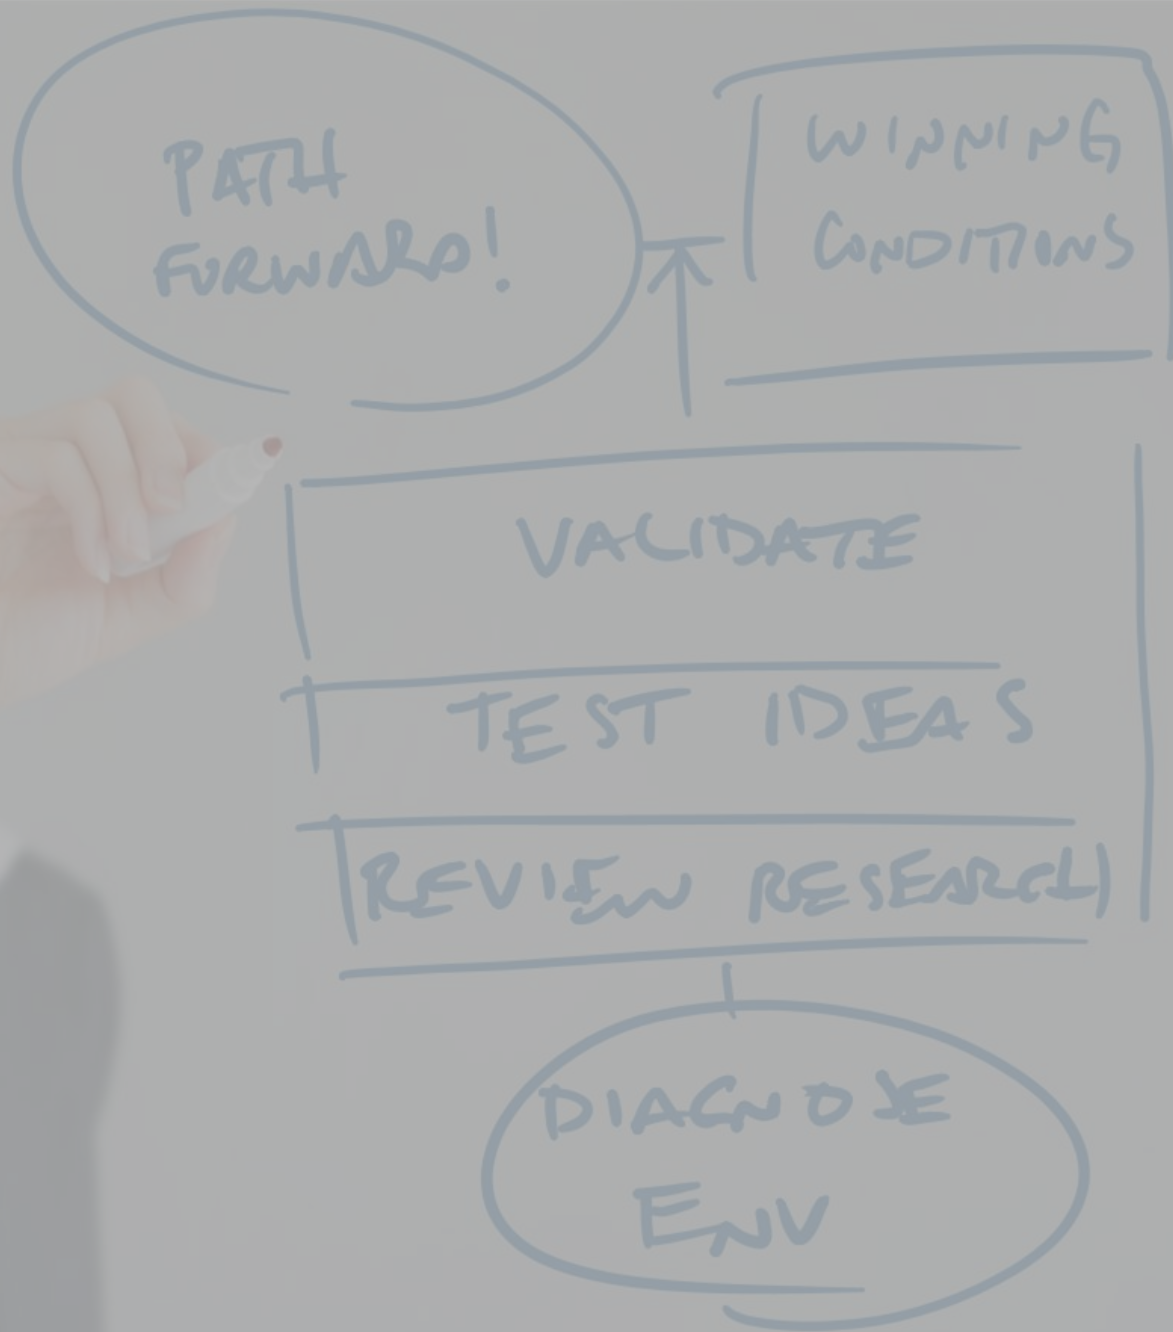 PATH
FORWARD!
WINNING
CONDITIONS
VALIDATE
TEST IDEAS
REVIEW RESEARCH
DIAGNOSE
ENV